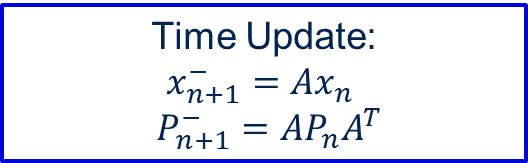 Time Update:
$x_{n+1}^{-} = Ax_n$
$P_{n+1}^{-} = AP_nA^T$